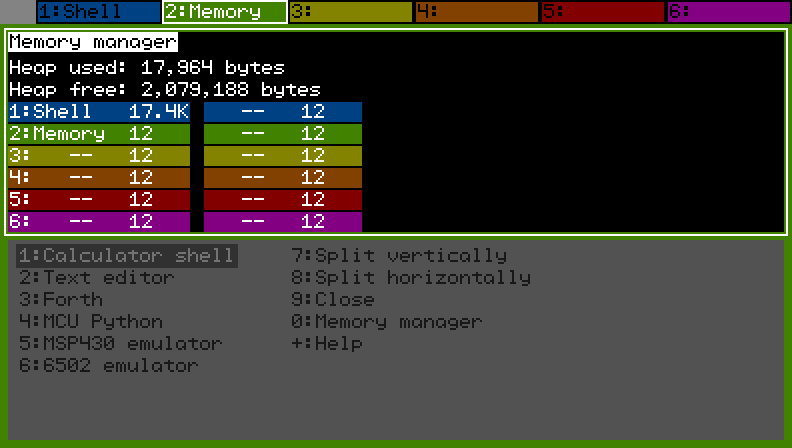 1:Shell 2:Memory 3: 4: 5: 6:
Memory manager
Heap used: 17,964 bytes
Heap free: 2,079,188 bytes
1:Shell 17.4K -- 12
2:Memory 12 -- 12
3: -- 12 -- 12
4: -- 12 -- 12
5: -- 12 -- 12
6: -- 12 -- 12
1:Calculator shell 7:Split vertically
2:Text editor 8:Split horizontally
3:Forth 9:Close
4:MCU Python 0:Memory manager
5:MSP430 emulator +:Help
6:6502 emulator